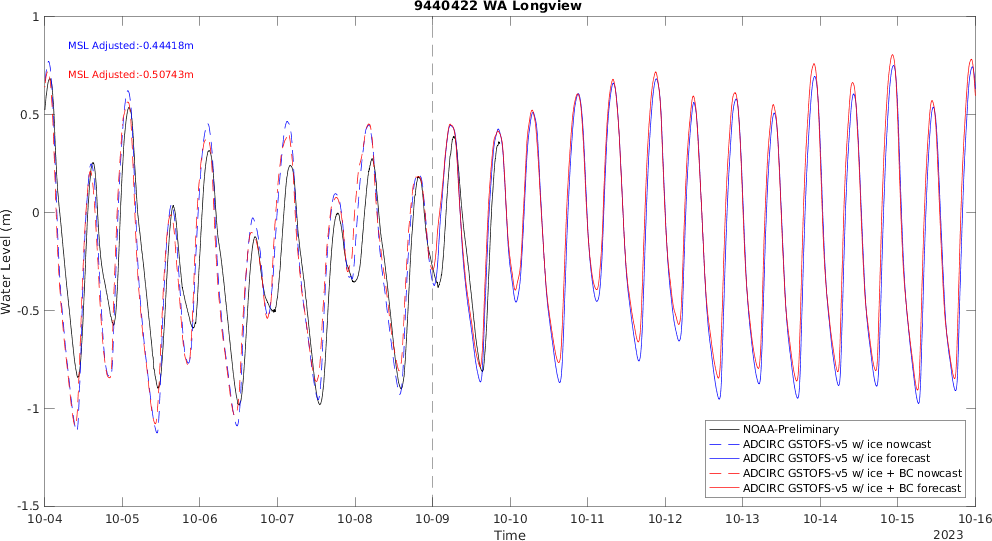 9440422 WA Longview
MSL Adjusted:-0.44418m
MSL Adjusted:-0.50743m
Water Level (m)
1
0.5
0
-0.5
-1
-1.5
NOAA-Preliminary
ADCIRC GSTOFS-v5 w/ ice nowcast
ADCIRC GSTOFS-v5 w/ ice forecast
ADCIRC GSTOFS-v5 w/ ice + BC nowcast
ADCIRC GSTOFS-v5 w/ ice + BC forecast
10-04 10-05 10-06 10-07 10-08 10-09 10-10 10-11 10-12 10-13 10-14 10-15 10-16
Time
2023